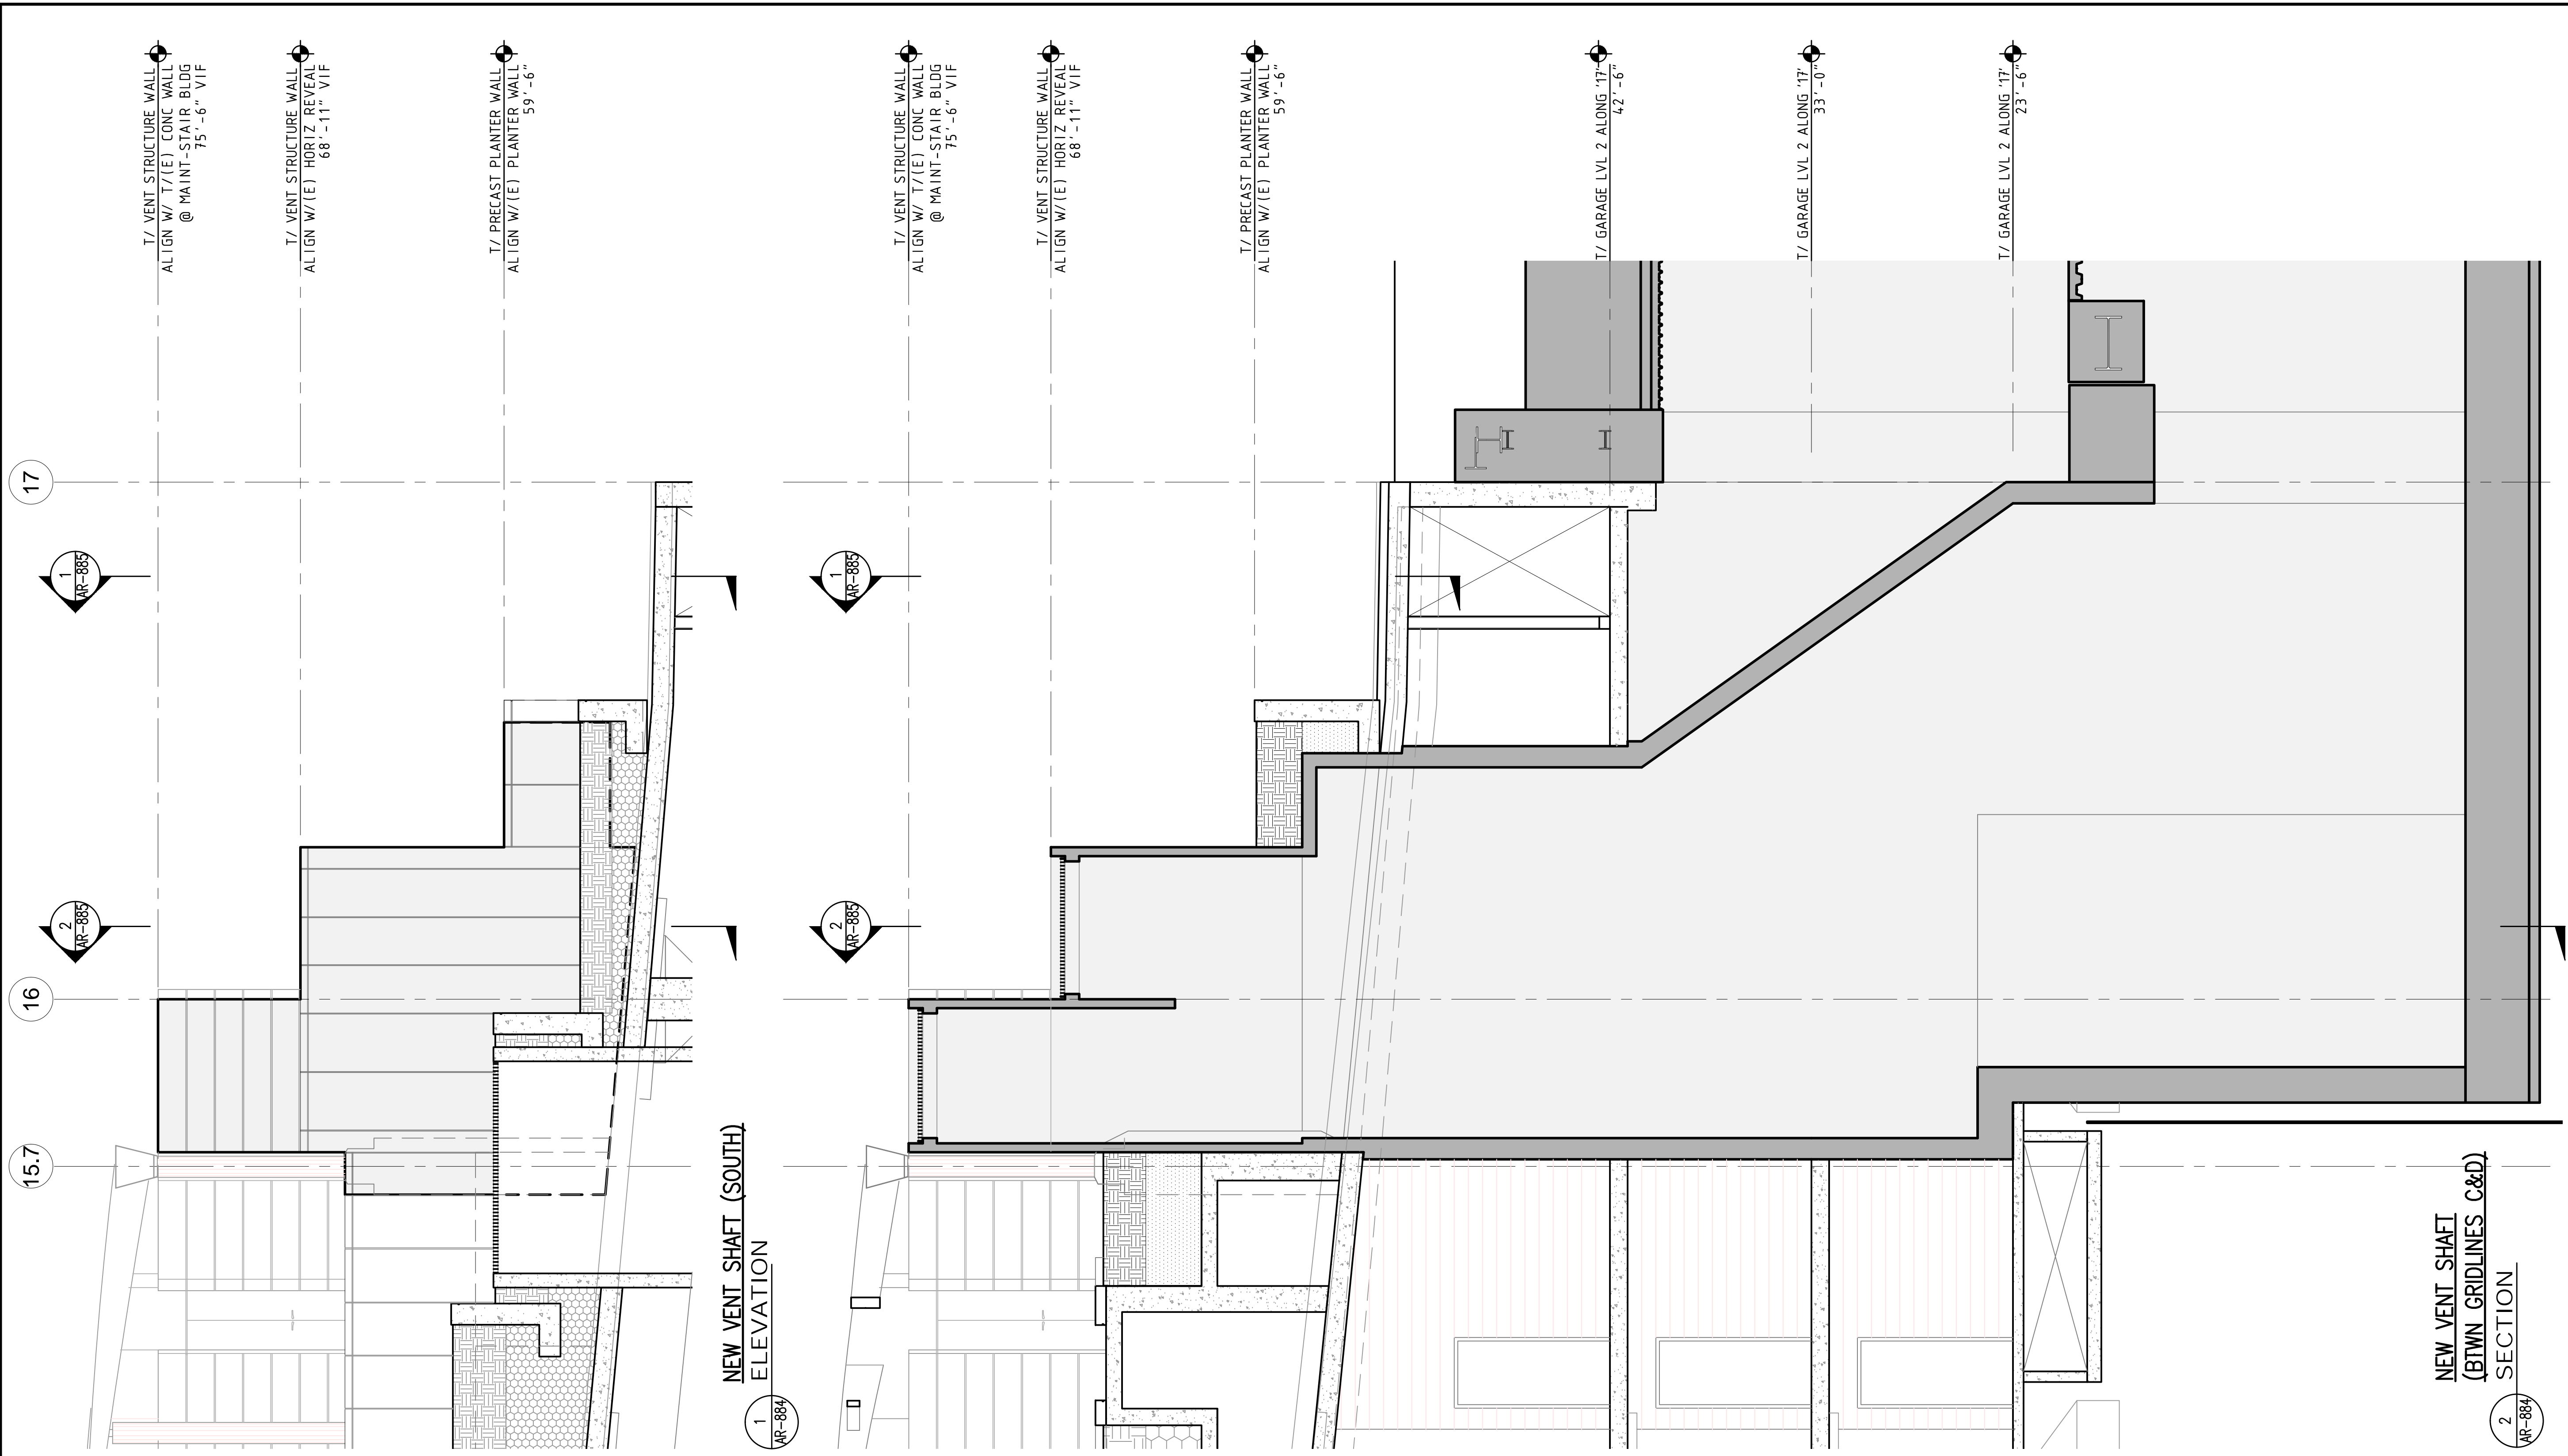 T/ VENT STRUCTURE WALL
ALIGN W/ T/(E) CONC WALL
@ MAINT-STAIR BLDG
75'-6" VIF
T/ VENT STRUCTURE WALL
ALIGN W/(E) HORIZ REVEAL
68'-11" VIF
T/ PRECAST PLANTER WALL
ALIGN W/(E) PLANTER WALL
59'-6"
17
1
AR-885
2
AR-885
16
15.7
NEW VENT SHAFT (SOUTH)
ELEVATION
1
AR-884
T/ VENT STRUCTURE WALL
ALIGN W/ T/(E) CONC WALL
@ MAINT-STAIR BLDG
75'-6" VIF
T/ VENT STRUCTURE WALL
ALIGN W/(E) HORIZ REVEAL
68'-11" VIF
T/ PRECAST PLANTER WALL
ALIGN W/(E) PLANTER WALL
59'-6"
T/ GARAGE LVL 2 ALONG '17'
42'-6"
T/ GARAGE LVL 2 ALONG '17'
33'-0"
T/ GARAGE LVL 2 ALONG '17'
23'-6"
1
AR-885
2
AR-885
NEW VENT SHAFT
(BTWN GRIDLINES C&D)
SECTION
2
AR-884